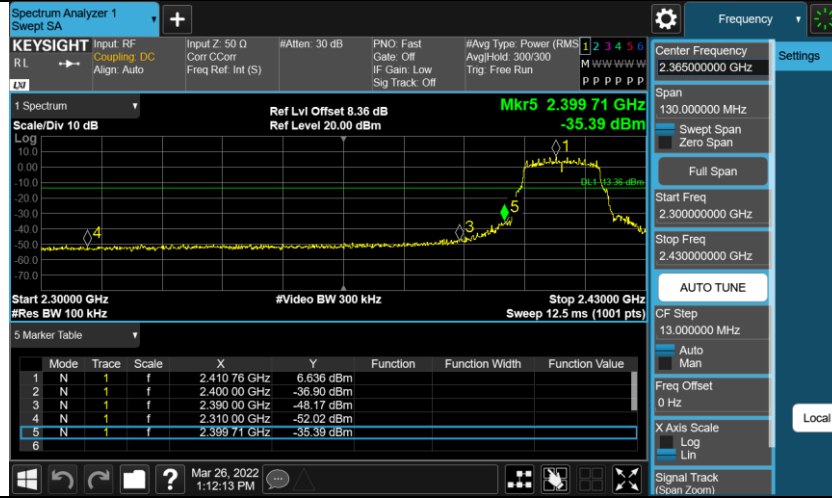 Spectrum Analyzer 1
Swept SA
+
Frequency
KEYSIGHT
RL
LXI
Input: RF
Coupling: DC
Align: Auto
Input Z: 50 Ω
Corr CCorr
Freq Ref: Int (S)
#Atten: 30 dB
PNO: Fast
Gate: Off
IF Gain: Low
Sig Track: Off
#Avg Type: Power (RMS
Avg|Hold: 300/300
Trig: Free Run
1 2 3 4 5 6
M W W W W W
P P P P P P
1 Spectrum
Scale/Div 10 dB
Ref Lvl Offset 8.36 dB
Ref Level 20.00 dBm
Mkr5 2.399 71 GHz
-35.39 dBm
Log
10.0
0.00
-10.0
-20.0
-30.0
-40.0
-50.0
-60.0
-70.0
1
DL1 -13.36 dBm
5
3
4
Start 2.30000 GHz
#Res BW 100 kHz
#Video BW 300 kHz
Stop 2.43000 GHz
Sweep 12.5 ms (1001 pts)
5 Marker Table
Mode Trace Scale X Y Function Function Width Function Value
1 N 1 f 2.410 76 GHz 6.636 dBm
2 N 1 f 2.400 00 GHz -36.90 dBm
3 N 1 f 2.390 00 GHz -48.17 dBm
4 N 1 f 2.310 00 GHz -52.02 dBm
5 N 1 f 2.399 71 GHz -35.39 dBm
6
?
Mar 26, 2022
1:12:13 PM
Center Frequency
2.365000000 GHz
Settings
Span
130.000000 MHz
Swept Span
Zero Span
Full Span
Start Freq
2.300000000 GHz
Stop Freq
2.430000000 GHz
AUTO TUNE
CF Step
13.000000 MHz
Auto
Man
Freq Offset
0 Hz
Local
X Axis Scale
Log
Lin
Signal Track
(Span Zoom)